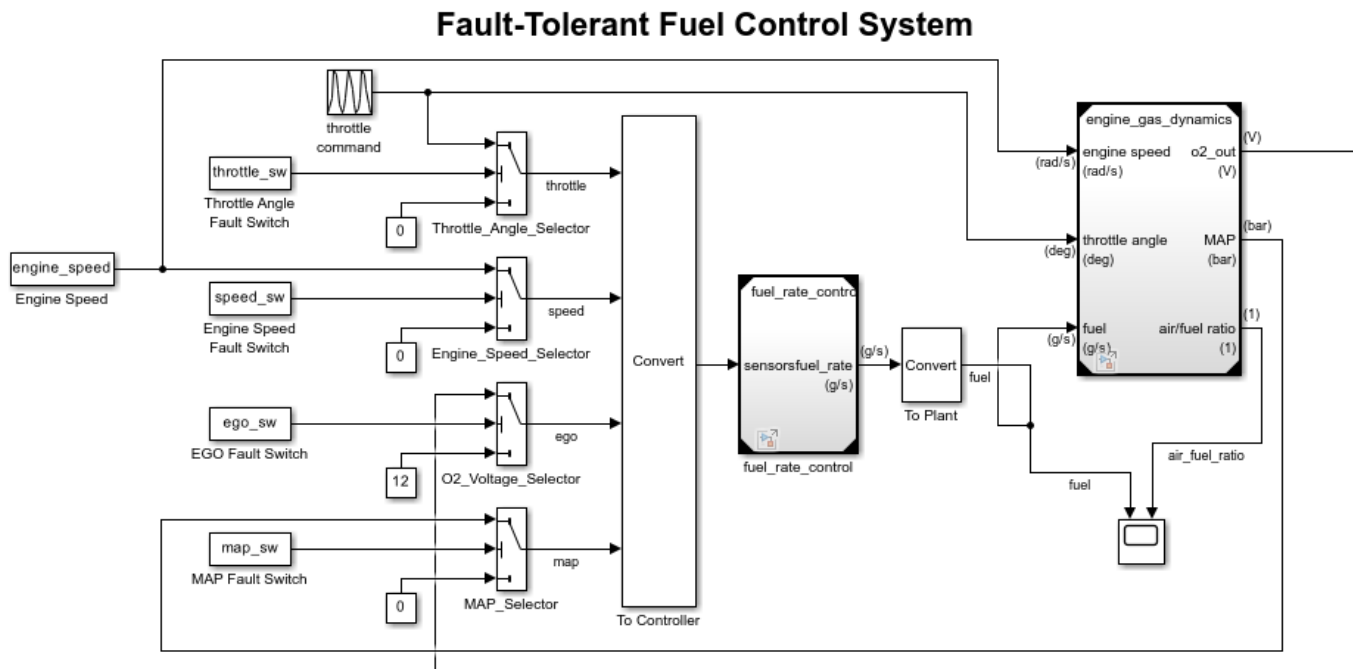 Fault-Tolerant Fuel Control System
throttle
command
throttle_sw
Throttle Angle
Fault Switch
0
Throttle_Angle_Selector
throttle
engine_speed
Engine Speed
speed_sw
Engine Speed
Fault Switch
0
Engine_Speed_Selector
speed
ego_sw
EGO Fault Switch
12
O2_Voltage_Selector
ego
map_sw
MAP Fault Switch
0
MAP_Selector
map
Convert
To Controller
fuel_rate_contro
sensorsfuel_rate
(g/s)
fuel_rate_control
(g/s)
Convert
To Plant
fuel
fuel
engine_gas_dynamics
(rad/s)
engine speed
(rad/s)
(deg)
throttle angle
(deg)
(g/s)
fuel
(g/s)
o2_out
(V)
(V)
MAP
(bar)
(bar)
air/fuel ratio
(1)
(1)
air_fuel_ratio